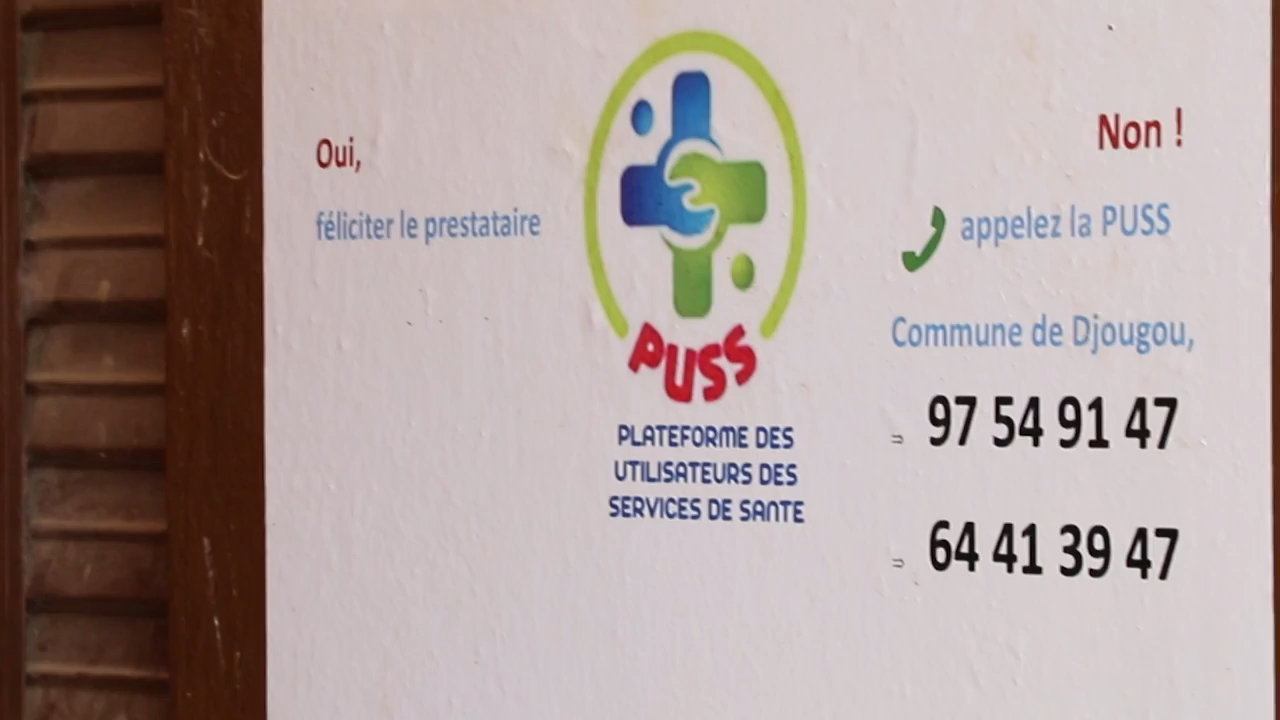 Oui,
féliciter le prestataire
PUSS
PLATEFORME DES
UTILISATEURS DES
SERVICES DE SANTE
Non !
appelez la PUSS
Commune de Djougou,
97 54 91 47
64 41 39 47